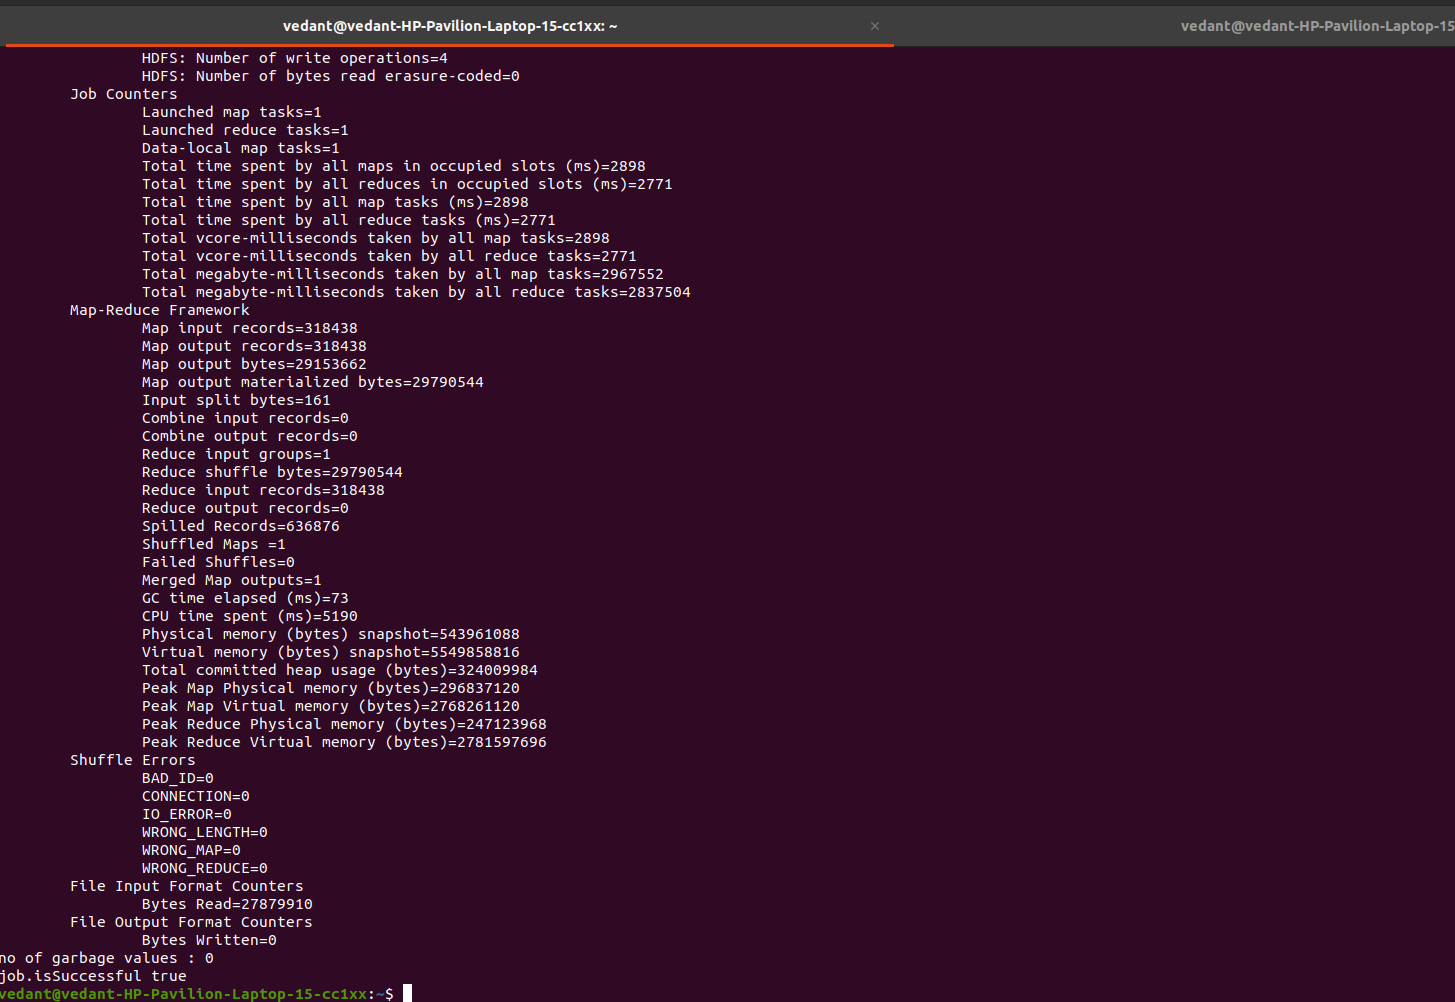 vedant@vedant-HP-Pavilion-Laptop-15-cc1xx: ~ × vedant@vedant-HP-Pavilion-Laptop-15
HDFS: Number of write operations=4
HDFS: Number of bytes read erasure-coded=0
Job Counters
Launched map tasks=1
Launched reduce tasks=1
Data-local map tasks=1
Total time spent by all maps in occupied slots (ms)=2898
Total time spent by all reduces in occupied slots (ms)=2771
Total time spent by all map tasks (ms)=2898
Total time spent by all reduce tasks (ms)=2771
Total vcore-milliseconds taken by all map tasks=2898
Total vcore-milliseconds taken by all reduce tasks=2771
Total megabyte-milliseconds taken by all map tasks=2967552
Total megabyte-milliseconds taken by all reduce tasks=2837504
Map-Reduce Framework
Map input records=318438
Map output records=318438
Map output bytes=29153662
Map output materialized bytes=29790544
Input split bytes=161
Combine input records=0
Combine output records=0
Reduce input groups=1
Reduce shuffle bytes=29790544
Reduce input records=318438
Reduce output records=0
Spilled Records=636876
Shuffled Maps =1
Failed Shuffles=0
Merged Map outputs=1
GC time elapsed (ms)=73
CPU time spent (ms)=5190
Physical memory (bytes) snapshot=543961088
Virtual memory (bytes) snapshot=5549858816
Total committed heap usage (bytes)=324009984
Peak Map Physical memory (bytes)=296837120
Peak Map Virtual memory (bytes)=2768261120
Peak Reduce Physical memory (bytes)=247123968
Peak Reduce Virtual memory (bytes)=2781597696
Shuffle Errors
BAD_ID=0
CONNECTION=0
IO_ERROR=0
WRONG_LENGTH=0
WRONG_MAP=0
WRONG_REDUCE=0
File Input Format Counters
Bytes Read=27879910
File Output Format Counters
Bytes Written=0
no of garbage values : 0
job.isSuccessful true
vedant@vedant-HP-Pavilion-Laptop-15-cc1xx:~$